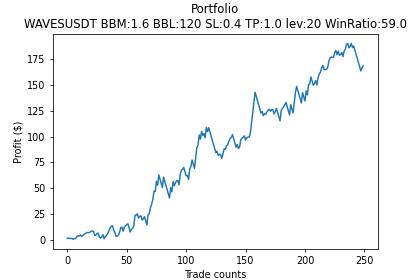 Portfolio
WAVESUSDT BBM:1.6 BBL:120 SL:0.4 TP:1.0 lev:20 WinRatio:59.0
175
150
125
100
75
50
25
0
Profit ($)
0 50 100 150 200 250
Trade counts